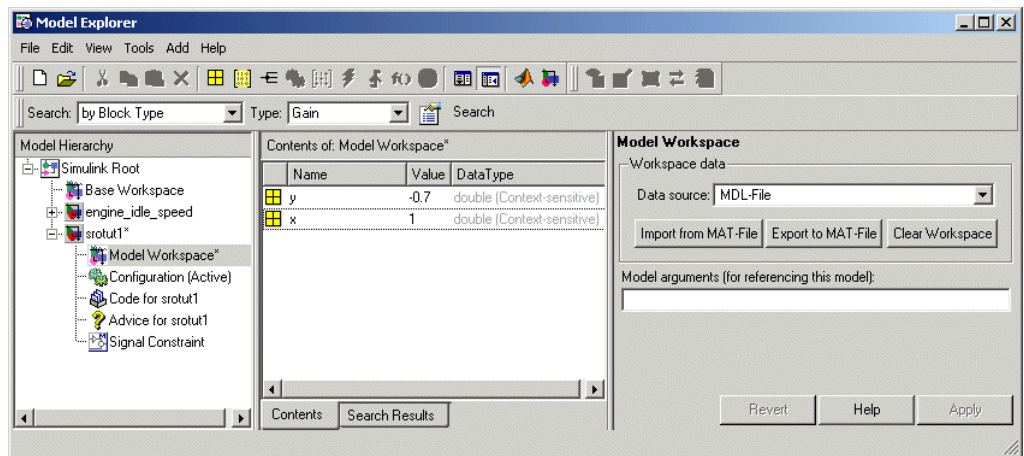 Model Explorer
File Edit View Tools Add Help
f()
Search: by Block Type Type: Gain Search
Model Hierarchy
Simulink Root
Base Workspace
engine_idle_speed
srotut1*
Model Workspace*
Configuration (Active)
Code for srotut1
Advice for srotut1
Signal Constraint
Contents of: Model Workspace*
Name Value DataType
y -0.7 double (Context-sensitive)
x 1 double (Context-sensitive)
Contents Search Results
Model Workspace
Workspace data
Data source: MDL-File
Import from MAT-File Export to MAT-File Clear Workspace
Model arguments (for referencing this model):
Revert Help Apply